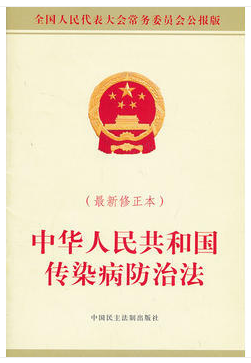 全国人民代表大会常务委员会公报版
（最新修正本）
中华人民共和国
传染病防治法
中国民主法制出版社